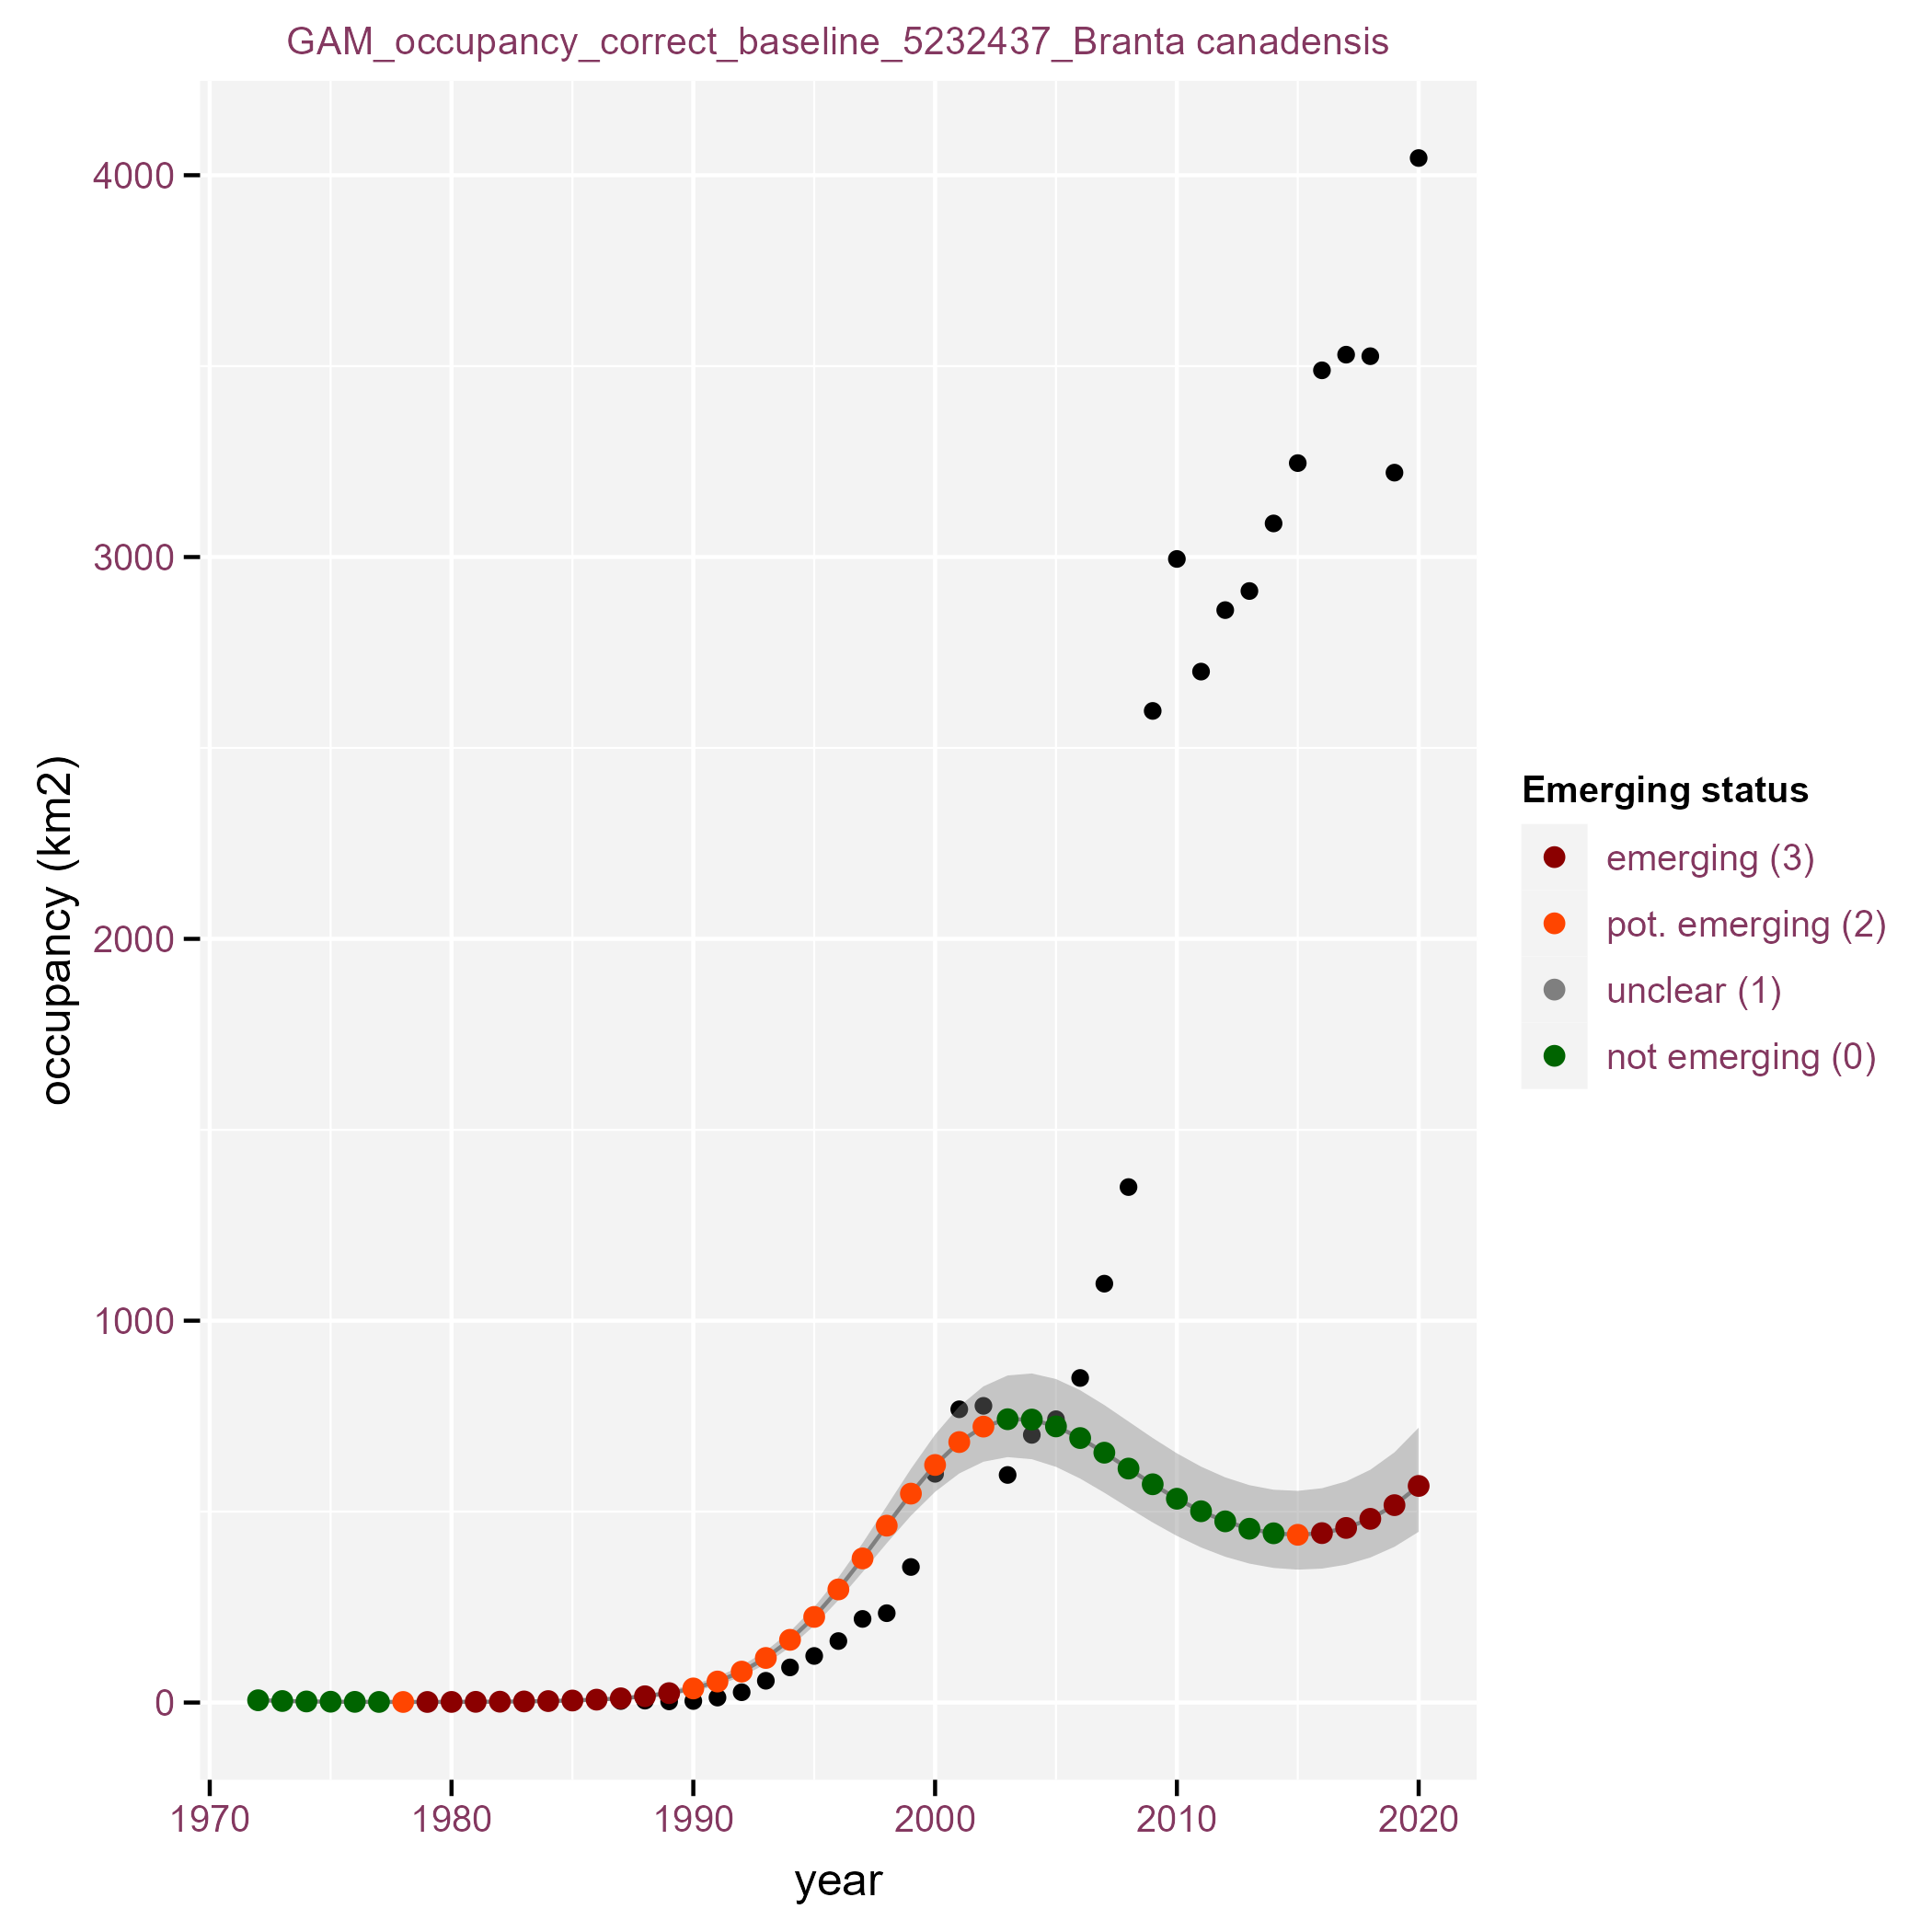 GAM_occupancy_correct_baseline_5232437_Branta canadensis
4000
3000
2000
1000
0
occupancy (km2)
1970 1980 1990 2000 2010 2020
year
Emerging status
emerging (3)
pot. emerging (2)
unclear (1)
not emerging (0)